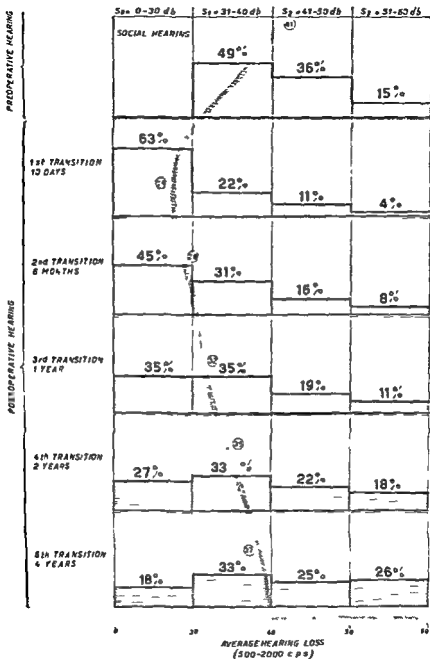 S0 = 0-30 db S1 = 31-40 db S2 = 41-50 db S3 = 51-60 db
PREOPERATIVE HEARING
SOCIAL HEARING
49%
36%
15%
POSTOPERATIVE HEARING
1st TRANSITION
10 DAYS
63%
22%
11%
4%
2nd TRANSITION
6 MONTHS
45%
31%
16%
8%
3rd TRANSITION
1 YEAR
35%
35%
19%
11%
4th TRANSITION
2 YEARS
27%
33%
22%
18%
5th TRANSITION
4 YEARS
18%
33%
25%
26%
0 30 40 50 60
AVERAGE HEARING LOSS
(500-2000 cps)